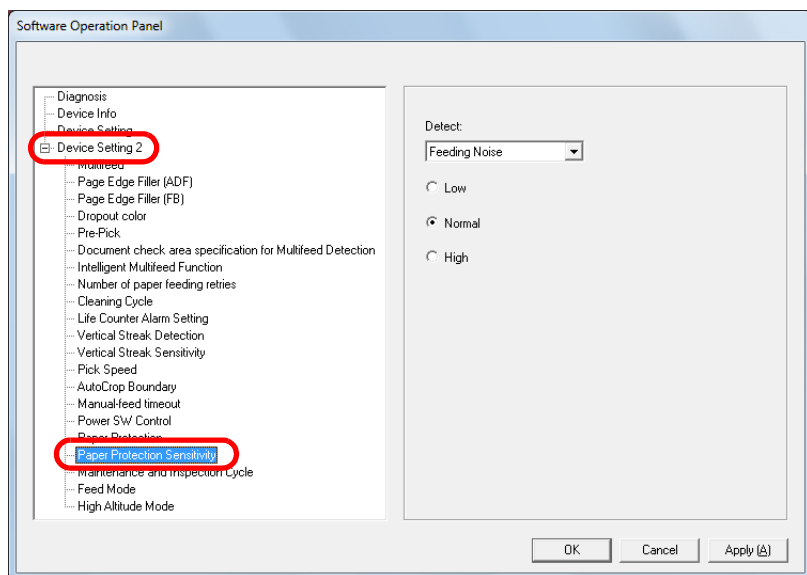 Software Operation Panel
Diagnosis
Device Info
Device Setting
Device Setting 2
Multifeed
Page Edge Filler (ADF)
Page Edge Filler (FB)
Dropout color
Pre-Pick
Document check area specification for Multifeed Detection
Intelligent Multifeed Function
Number of paper feeding retries
Cleaning Cycle
Life Counter Alarm Setting
Vertical Streak Detection
Vertical Streak Sensitivity
Pick Speed
AutoCrop Boundary
Manual-feed timeout
Power SW Control
Paper Protection
Paper Protection Sensitivity
Maintenance and Inspection Cycle
Feed Mode
High Altitude Mode
Detect:
Feeding Noise
Low
Normal
High
OK
Cancel
Apply (A)